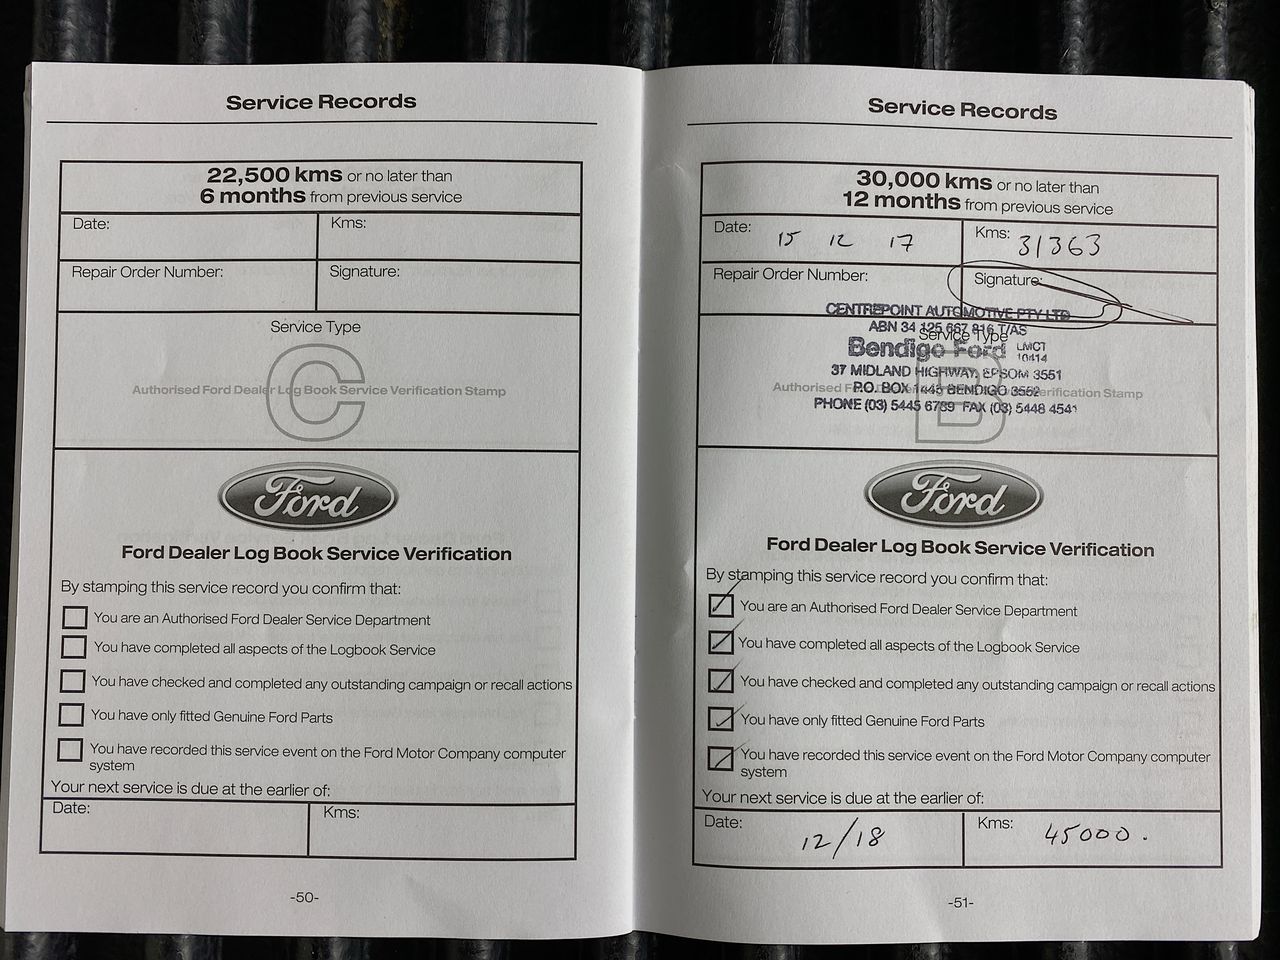 Service Records
22,500 kms or no later than
6 months from previous service
Date:
Kms:
Repair Order Number:
Signature:
Service Type
C
Authorised Ford Dealer Log Book Service Verification Stamp
Ford
Ford Dealer Log Book Service Verification
By stamping this service record you confirm that:
You are an Authorised Ford Dealer Service Department
You have completed all aspects of the Logbook Service
You have checked and completed any outstanding campaign or recall actions
You have only fitted Genuine Ford Parts
You have recorded this service event on the Ford Motor Company computer
system
Your next service is due at the earlier of:
Date:
Kms:
-50-
Service Records
30,000 kms or no later than
12 months from previous service
Date: 15 12 17
Kms: 31363
Repair Order Number:
Signature:
CENTREPOINT AUTOMOTIVE PTY LTD
ABN 34 125 667 816 T/AS
Service Type
Bendigo Ford LMCT
10414
37 MIDLAND HIGHWAY, EPSOM 3551
Authorised Verification Stamp
P.O. BOX 1445 BENDIGO 3552
B
PHONE (03) 5445 6789 FAX (03) 5448 4541
Ford
Ford Dealer Log Book Service Verification
By stamping this service record you confirm that:
You are an Authorised Ford Dealer Service Department
You have completed all aspects of the Logbook Service
You have checked and completed any outstanding campaign or recall actions
You have only fitted Genuine Ford Parts
You have recorded this service event on the Ford Motor Company computer
system
Your next service is due at the earlier of:
Date: 12/18
Kms: 45000.
-51-